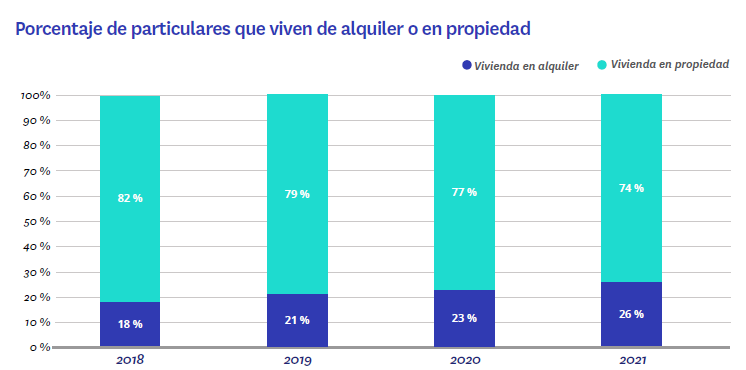 Porcentaje de particulares que viven de alquiler o en propiedad
Vivienda en alquiler Vivienda en propiedad
100%
90 %
80 %
70 %
60 %
50 %
40 %
30 %
20 %
10 %
0 %
82 % 79 % 77 % 74 %
18 % 21 % 23 % 26 %
2018 2019 2020 2021